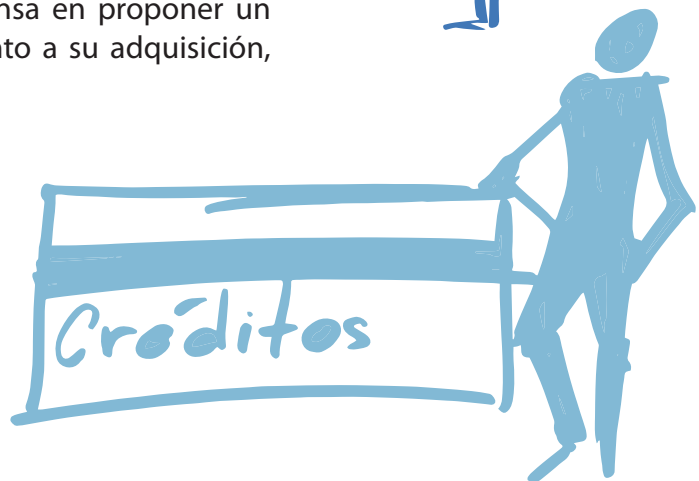 nsa en proponer un
nto a su adquisición,
Créditos